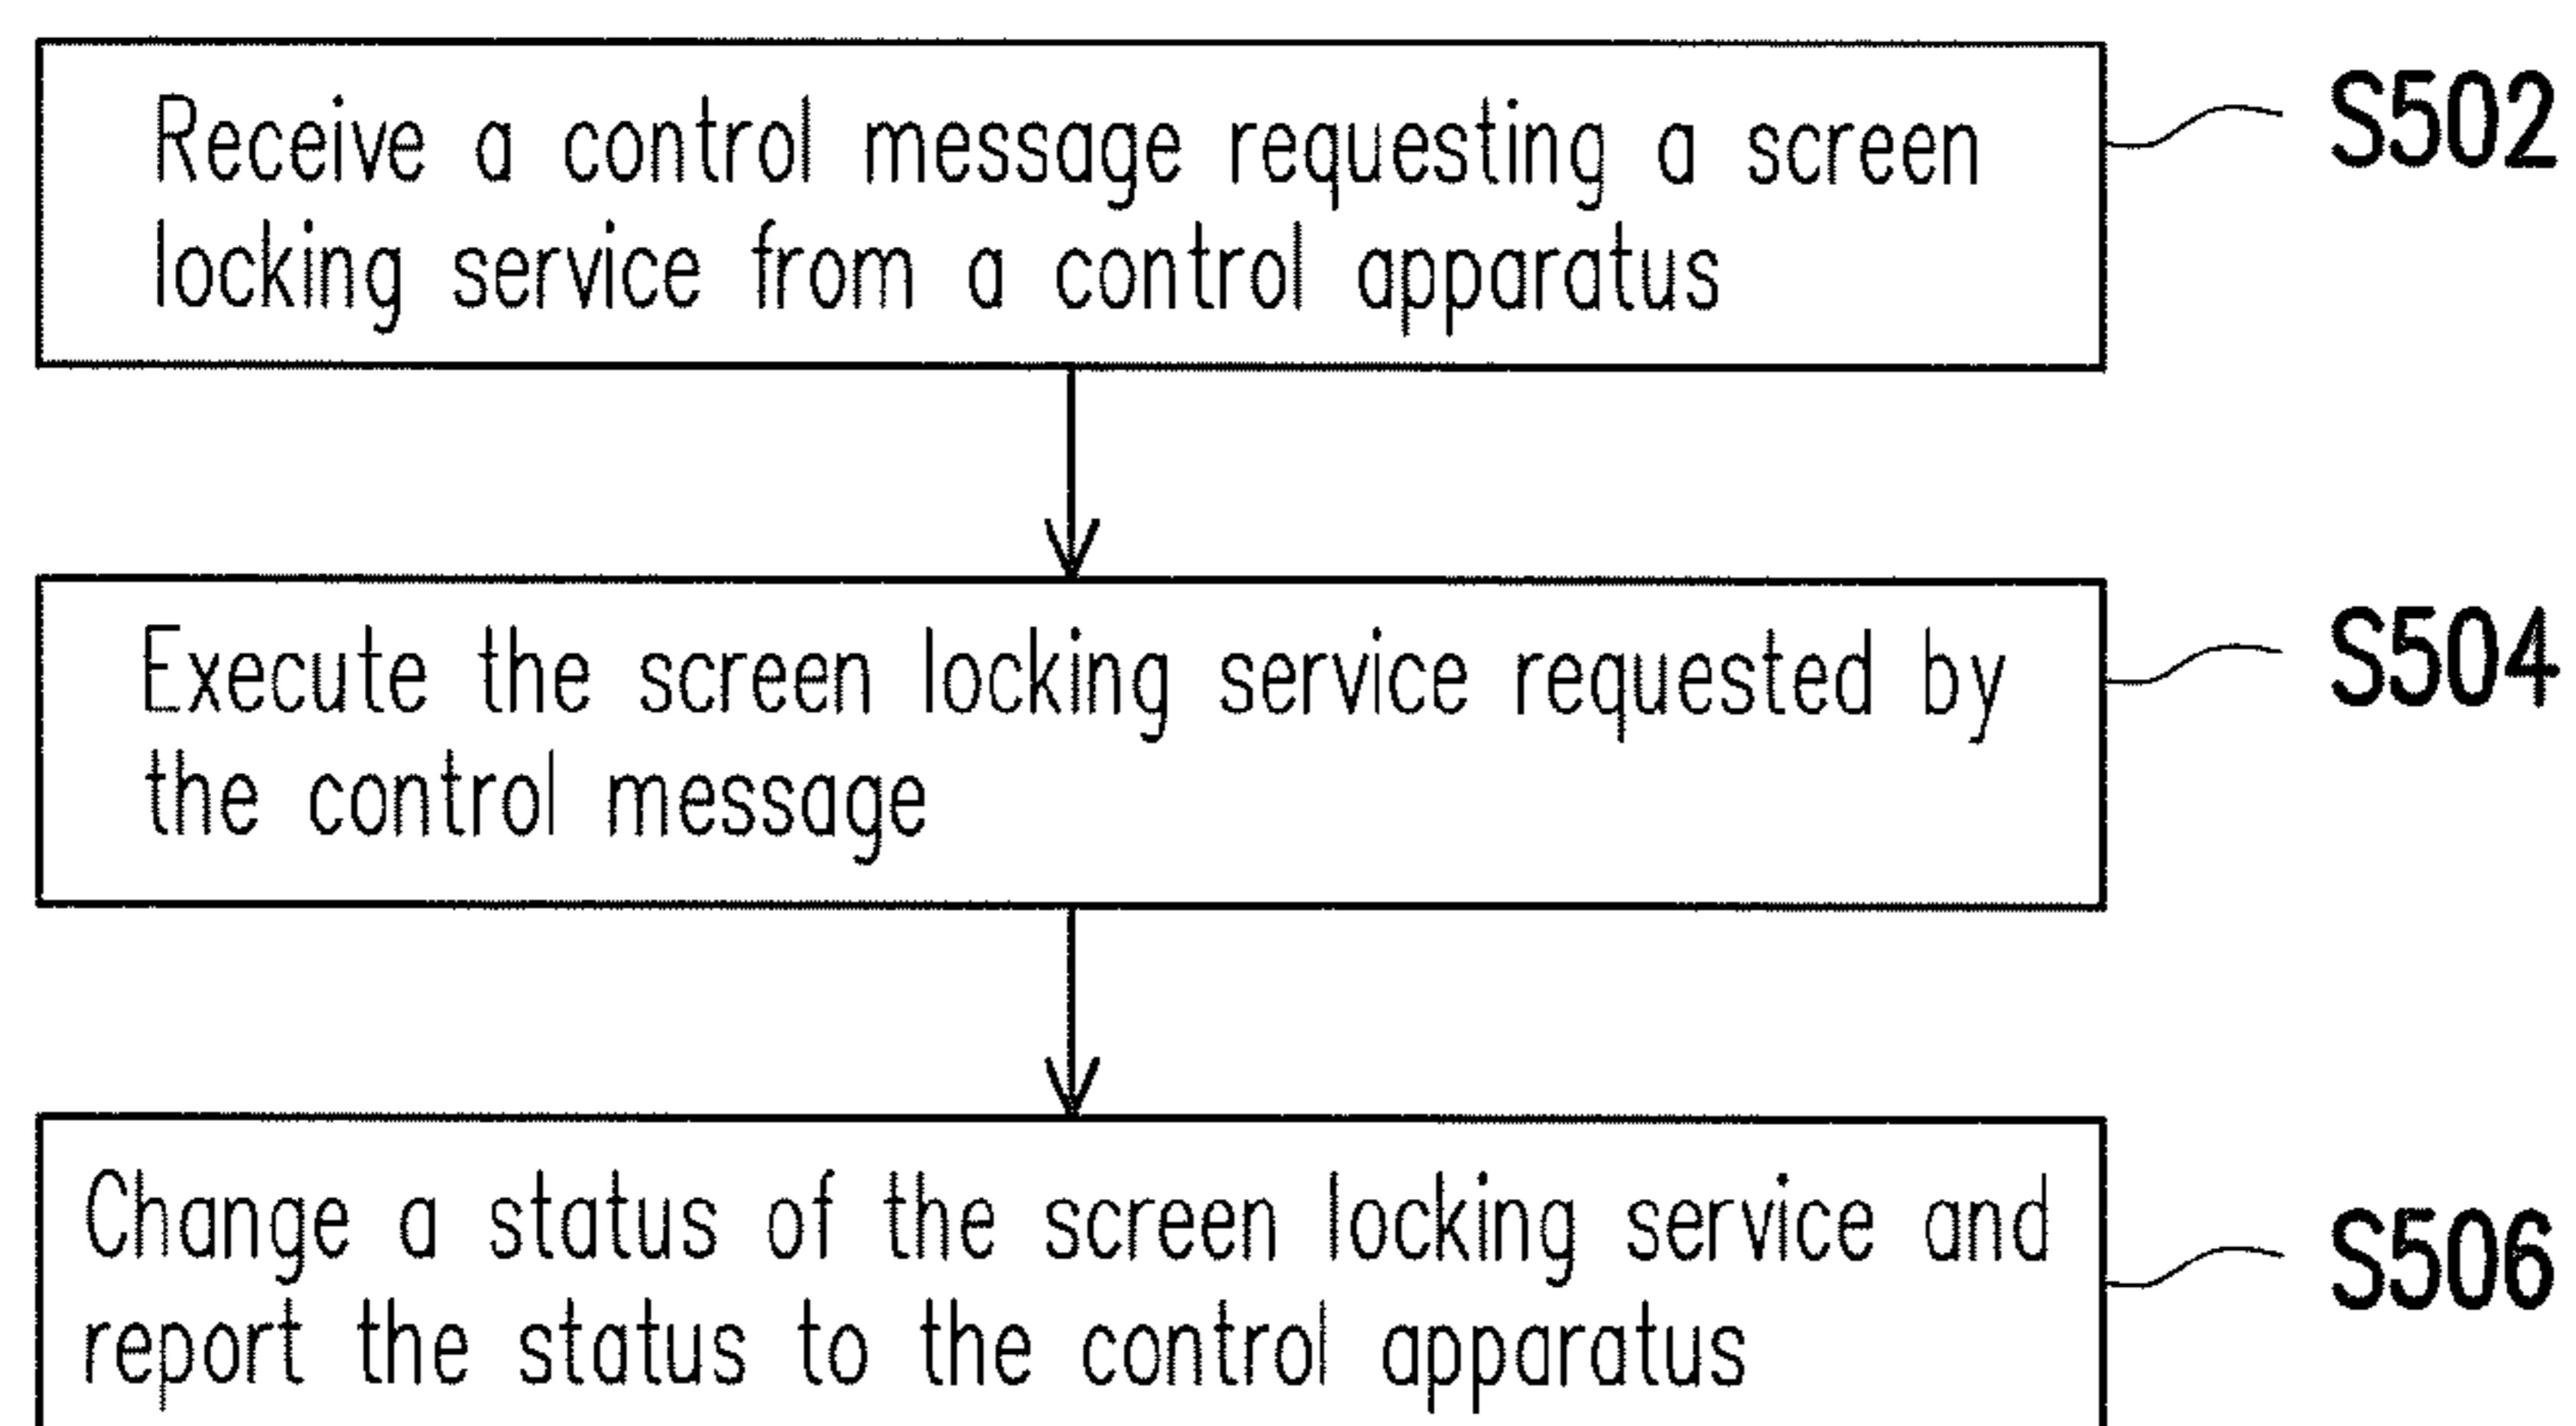 Receive a control message requesting a screen
locking service from a control apparatus
S502
Execute the screen locking service requested by
the control message
S504
Change a status of the screen locking service and
report the status to the control apparatus
S506